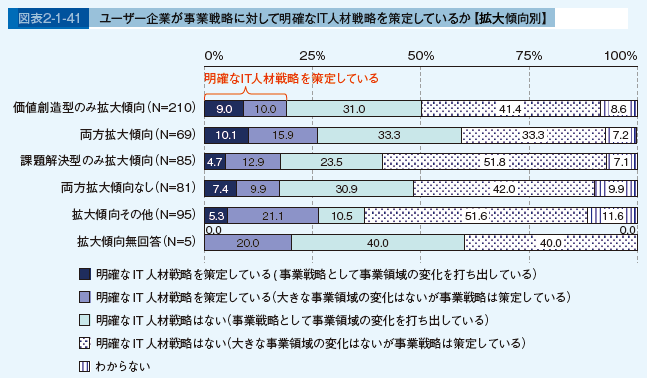 図表2-1-41 ユーザー企業が事業戦略に対して明確なIT人材戦略を策定しているか【拡大傾向別】
0% 25% 50% 75% 100%
明確なIT人材戦略を策定している
価値創造型のみ拡大傾向(N=210) 9.0 10.0 31.0 41.4 8.6
両方拡大傾向(N=69) 10.1 15.9 33.3 33.3 7.2
課題解決型のみ拡大傾向(N=85) 4.7 12.9 23.5 51.8 7.1
両方拡大傾向なし(N=81) 7.4 9.9 30.9 42.0 9.9
拡大傾向その他(N=95) 5.3 21.1 10.5 51.6 11.6
0.0 0.0
拡大傾向無回答(N=5) 20.0 40.0 40.0
明確なIT人材戦略を策定している(事業戦略として事業領域の変化を打ち出している)
明確なIT人材戦略を策定している(大きな事業領域の変化はないが事業戦略は策定している)
明確なIT人材戦略はない(事業戦略として事業領域の変化を打ち出している)
明確なIT人材戦略はない(大きな事業領域の変化はないが事業戦略は策定している)
わからない